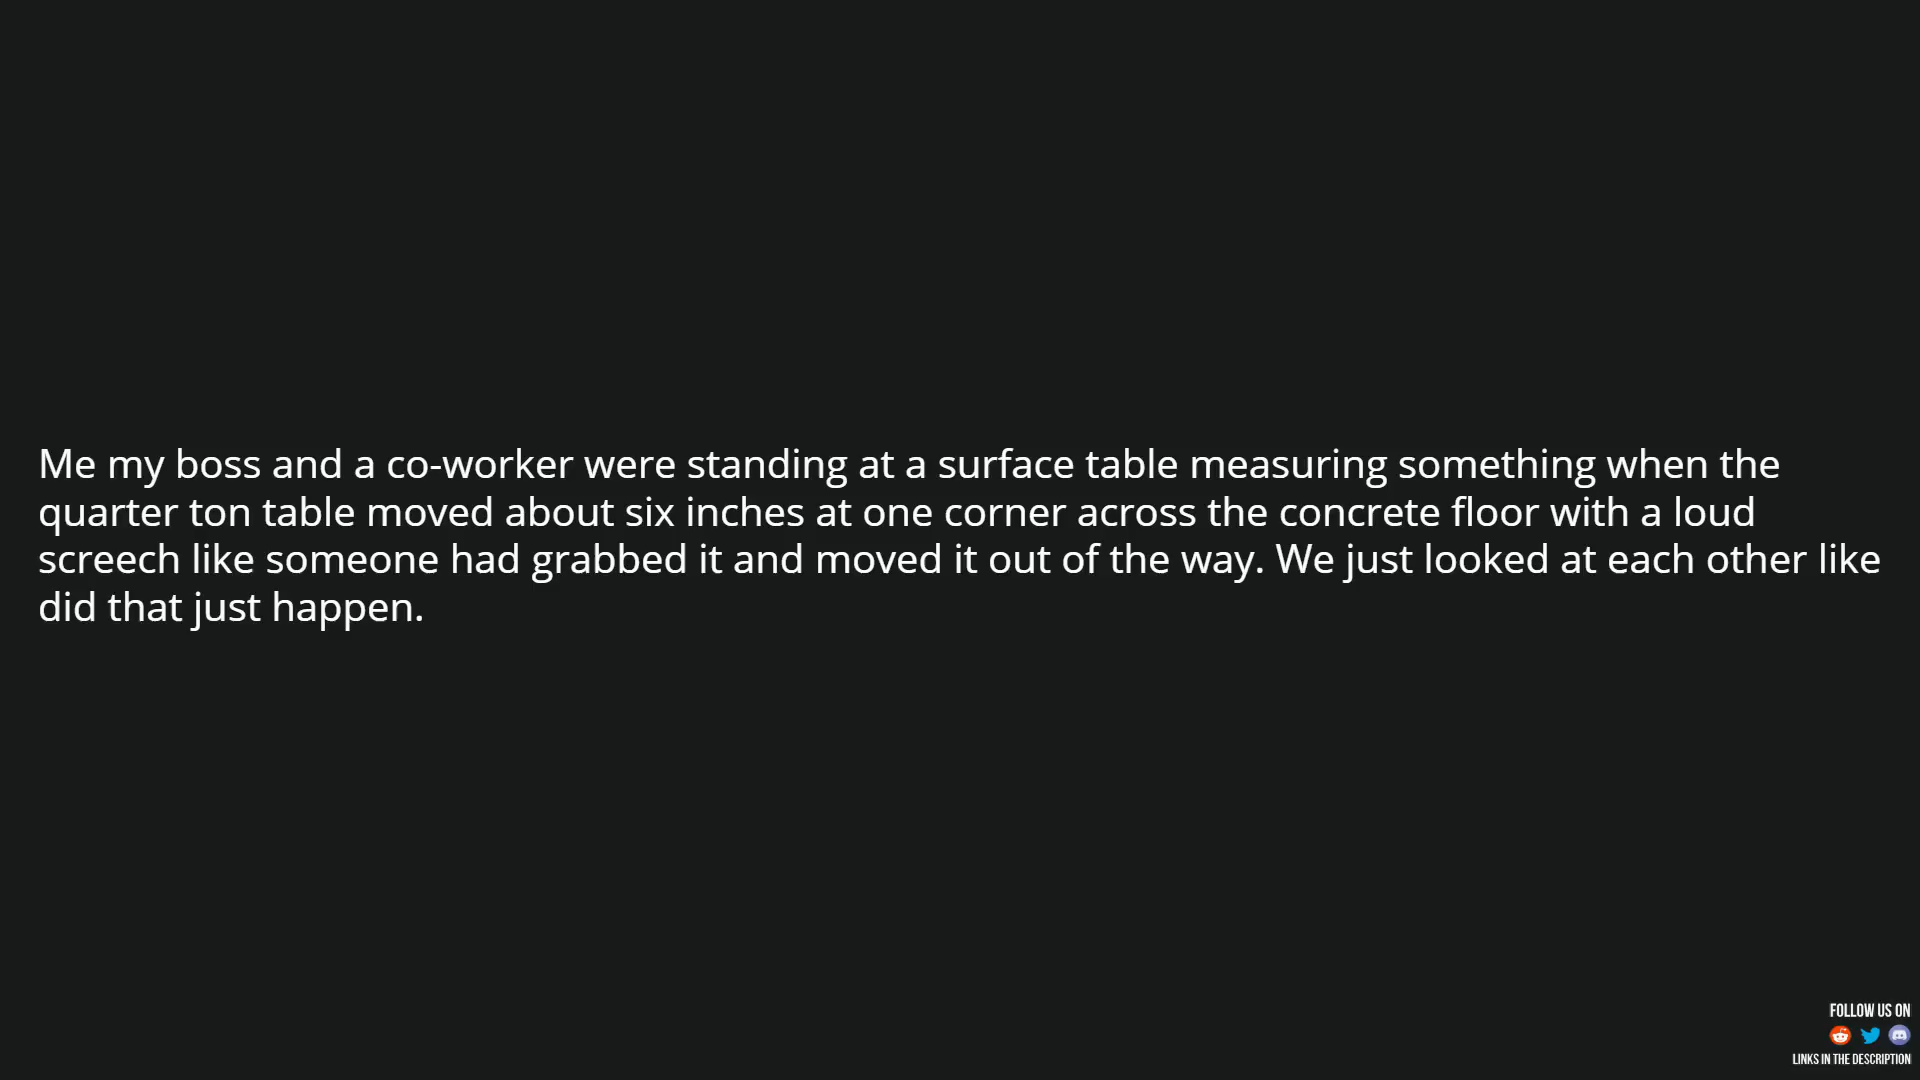 Me my boss and a co-worker were standing at a surface table measuring something when the
quarter ton table moved about six inches at one corner across the concrete floor with a loud
screech like someone had grabbed it and moved it out of the way. We just looked at each other like
did that just happen.
FOLLOW US ON
LINKS IN THE DESCRIPTION